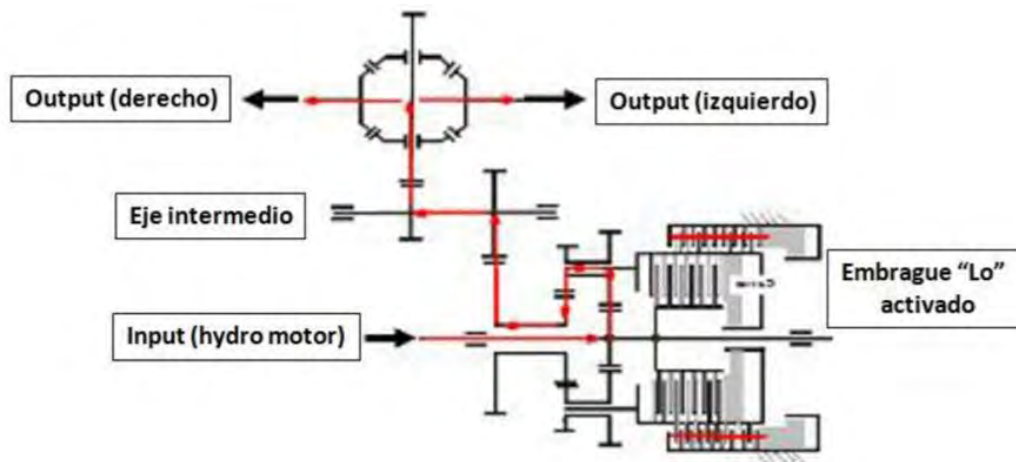 Output (derecho)
Output (izquierdo)
Eje intermedio
Embrague “Lo”
activado
Input (hydro motor)